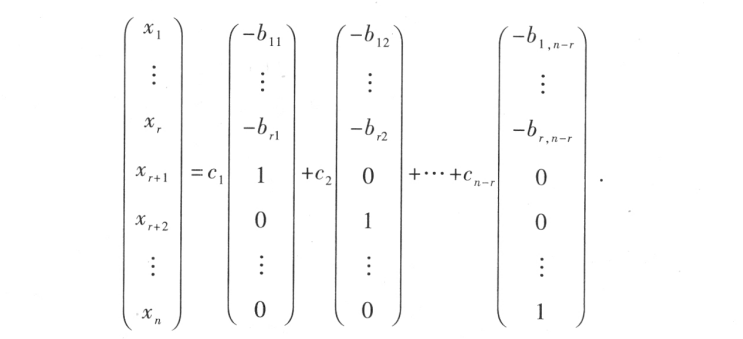 \begin{pmatrix} x_1 \\ \vdots \\ x_r \\ x_{r+1} \\ x_{r+2} \\ \vdots \\ x_n \end{pmatrix} = c_1 \begin{pmatrix} -b_{11} \\ \vdots \\ -b_{r1} \\ 1 \\ 0 \\ \vdots \\ 0 \end{pmatrix} + c_2 \begin{pmatrix} -b_{12} \\ \vdots \\ -b_{r2} \\ 0 \\ 1 \\ \vdots \\ 0 \end{pmatrix} + \cdots + c_{n-r} \begin{pmatrix} -b_{1,n-r} \\ \vdots \\ -b_{r,n-r} \\ 0 \\ 0 \\ \vdots \\ 1 \end{pmatrix} .